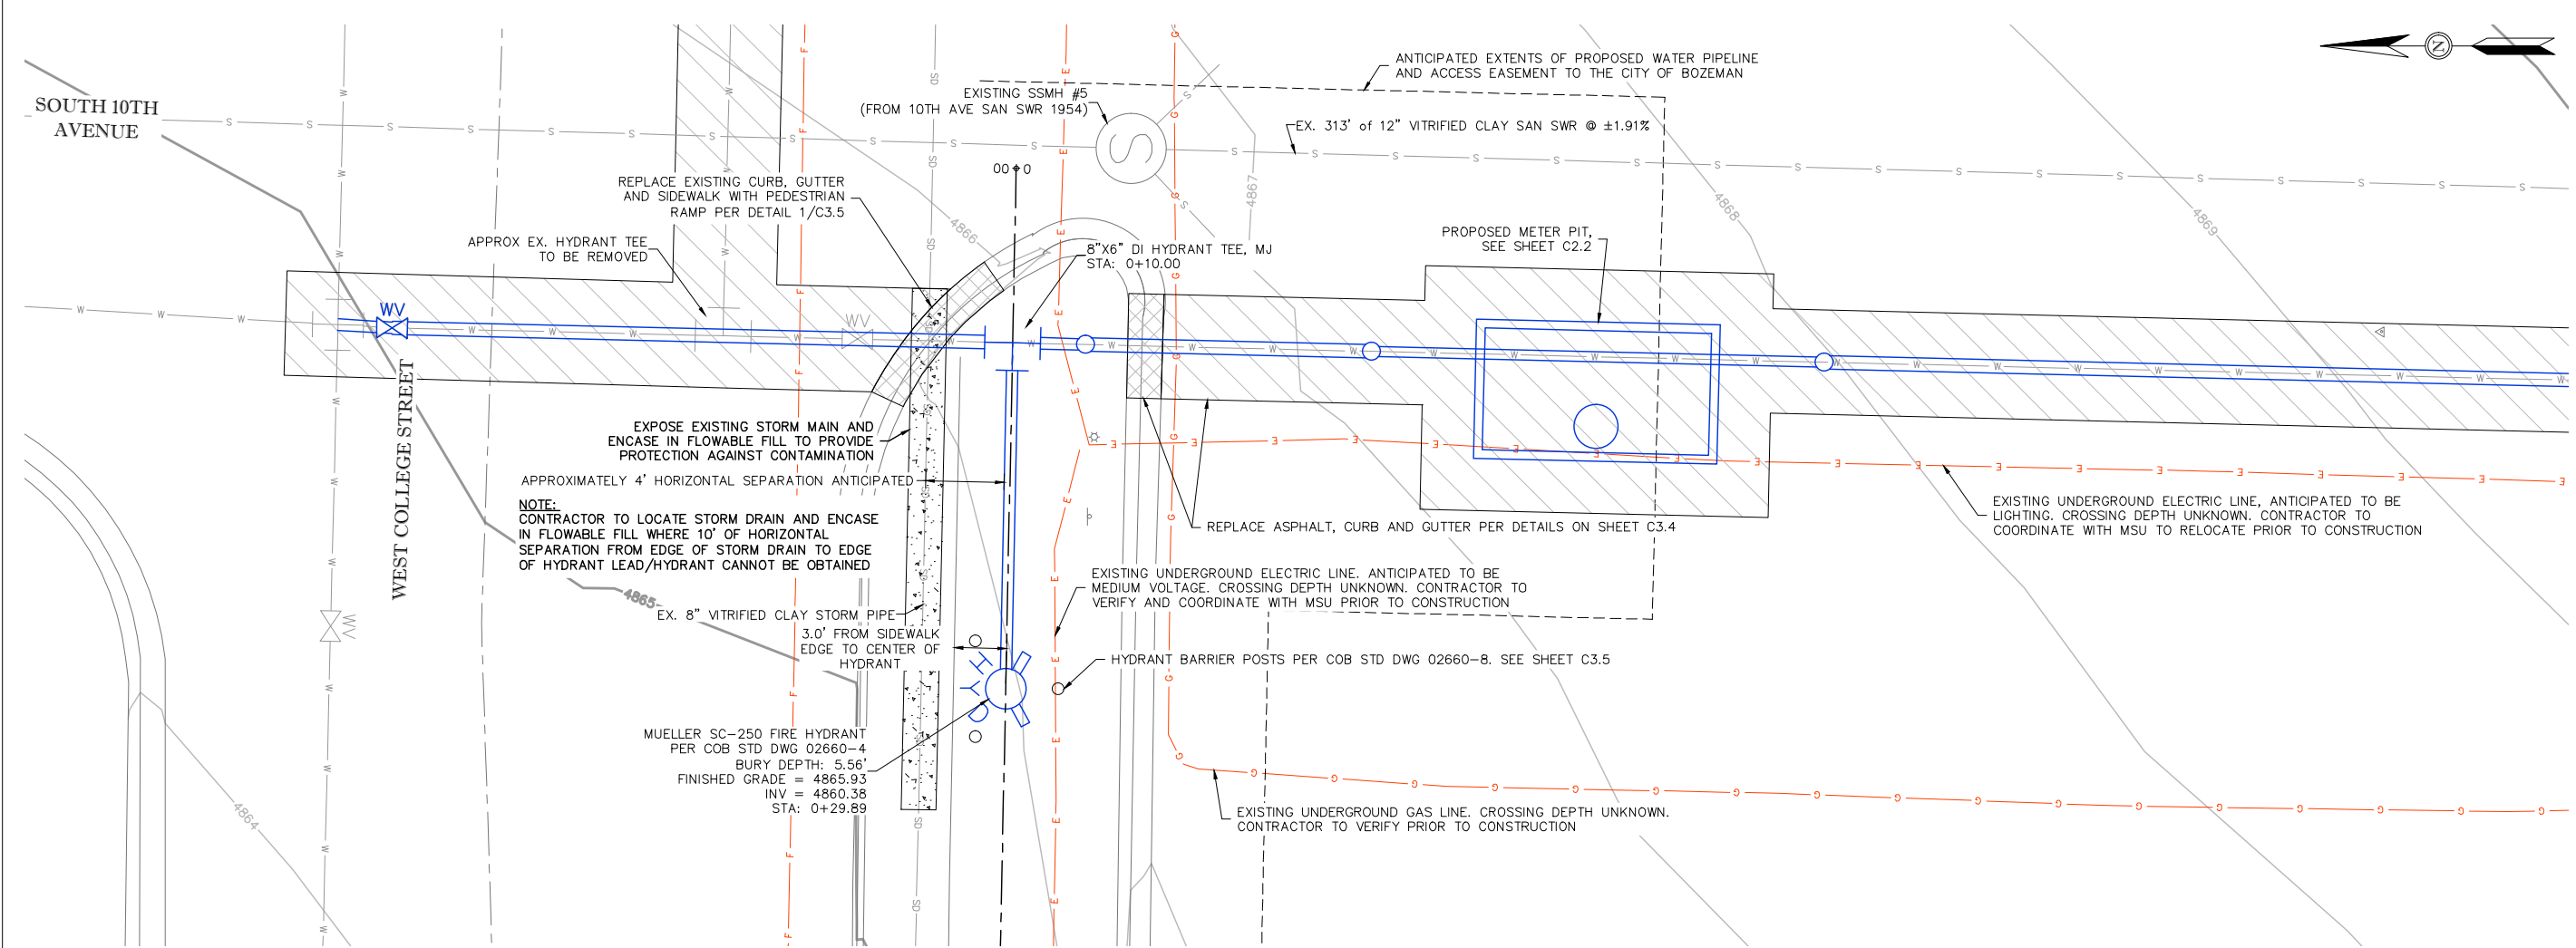 ANTICIPATED EXTENTS OF PROPOSED WATER PIPELINE
AND ACCESS EASEMENT TO THE CITY OF BOZEMAN
N
SOUTH 10TH
AVENUE
EXISTING SSMH #5
(FROM 10TH AVE SAN SWR 1954)
S
EX. 313' of 12" VITRIFIED CLAY SAN SWR @ ±1.91%
00+0
REPLACE EXISTING CURB, GUTTER
AND SIDEWALK WITH PEDESTRIAN
RAMP PER DETAIL 1/C3.5
4866
4867
4868
4869
APPROX EX. HYDRANT TEE
TO BE REMOVED
8"X6" DI HYDRANT TEE, MJ
STA: 0+10.00
PROPOSED METER PIT,
SEE SHEET C2.2
WV
WV
WEST COLLEGE STREET
EXPOSE EXISTING STORM MAIN AND
ENCASE IN FLOWABLE FILL TO PROVIDE
PROTECTION AGAINST CONTAMINATION
APPROXIMATELY 4' HORIZONTAL SEPARATION ANTICIPATED
NOTE:
CONTRACTOR TO LOCATE STORM DRAIN AND ENCASE
IN FLOWABLE FILL WHERE 10' OF HORIZONTAL
SEPARATION FROM EDGE OF STORM DRAIN TO EDGE
OF HYDRANT LEAD/HYDRANT CANNOT BE OBTAINED
REPLACE ASPHALT, CURB AND GUTTER PER DETAILS ON SHEET C3.4
EXISTING UNDERGROUND ELECTRIC LINE, ANTICIPATED TO BE
LIGHTING. CROSSING DEPTH UNKNOWN. CONTRACTOR TO
COORDINATE WITH MSU TO RELOCATE PRIOR TO CONSTRUCTION
EXISTING UNDERGROUND ELECTRIC LINE. ANTICIPATED TO BE
MEDIUM VOLTAGE. CROSSING DEPTH UNKNOWN. CONTRACTOR TO
VERIFY AND COORDINATE WITH MSU PRIOR TO CONSTRUCTION
4865
WV
EX. 8" VITRIFIED CLAY STORM PIPE
3.0' FROM SIDEWALK
EDGE TO CENTER OF
HYDRANT
HYD
HYDRANT BARRIER POSTS PER COB STD DWG 02660-8. SEE SHEET C3.5
MUELLER SC-250 FIRE HYDRANT
PER COB STD DWG 02660-4
BURY DEPTH: 5.56'
FINISHED GRADE = 4865.93
INV = 4860.38
STA: 0+29.89
4864
EXISTING UNDERGROUND GAS LINE. CROSSING DEPTH UNKNOWN.
CONTRACTOR TO VERIFY PRIOR TO CONSTRUCTION